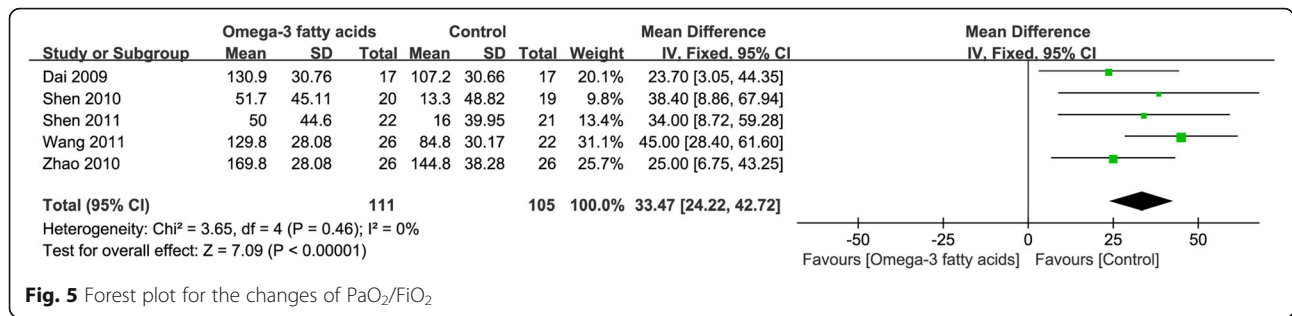 Omega-3 fatty acids Control Mean Difference Mean Difference
Study or Subgroup Mean SD Total Mean SD Total Weight IV, Fixed, 95% CI IV, Fixed, 95% CI
Dai 2009 130.9 30.76 17 107.2 30.66 17 20.1% 23.70 [3.05, 44.35]
Shen 2010 51.7 45.11 20 13.3 48.82 19 9.8% 38.40 [8.86, 67.94]
Shen 2011 50 44.6 22 16 39.95 21 13.4% 34.00 [8.72, 59.28]
Wang 2011 129.8 28.08 26 84.8 30.17 22 31.1% 45.00 [28.40, 61.60]
Zhao 2010 169.8 28.08 26 144.8 38.28 26 25.7% 25.00 [6.75, 43.25]
Total (95% CI) 111 105 100.0% 33.47 [24.22, 42.72]
Heterogeneity: Chi² = 3.65, df = 4 (P = 0.46); I² = 0%
Test for overall effect: Z = 7.09 (P < 0.00001)
-50 -25 0 25 50
Favours [Omega-3 fatty acids] Favours [Control]
Fig. 5 Forest plot for the changes of PaO₂/FiO₂